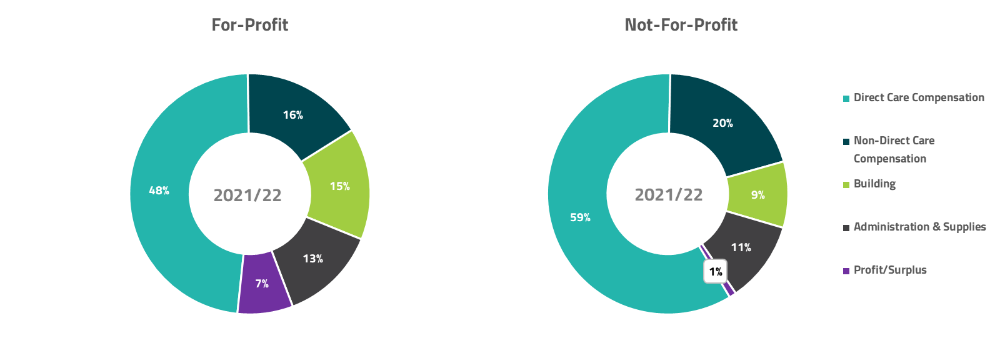 For-Profit
16%
15%
13%
7%
48%
2021/22
Not-For-Profit
20%
9%
11%
1%
59%
2021/22
Direct Care Compensation
Non-Direct Care
Compensation
Building
Administration & Supplies
Profit/Surplus